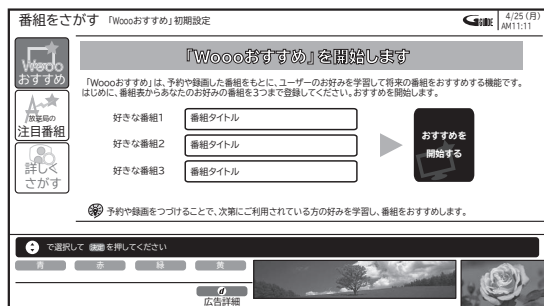 番組をさがす 「Woooおすすめ」初期設定
GGUIDE
4/25 (月)
AM11:11
Wooo
おすすめ
放送局の
注目番組
詳しく
さがす
『Woooおすすめ』を開始します
「Woooおすすめ」は、予約や録画した番組をもとに、ユーザーのお好みを学習して将来の番組をおすすめする機能です。
はじめに、番組表からあなたのお好みの番組を3つまで登録してください。おすすめを開始します。
好きな番組1 番組タイトル
好きな番組2 番組タイトル
好きな番組3 番組タイトル
おすすめを
開始する
予約や録画をつづけることで、次第にご利用されている方の好みを学習し、番組をおすすめします。
で選択して 決定 を押してください
青 赤 緑 黄
d
広告詳細